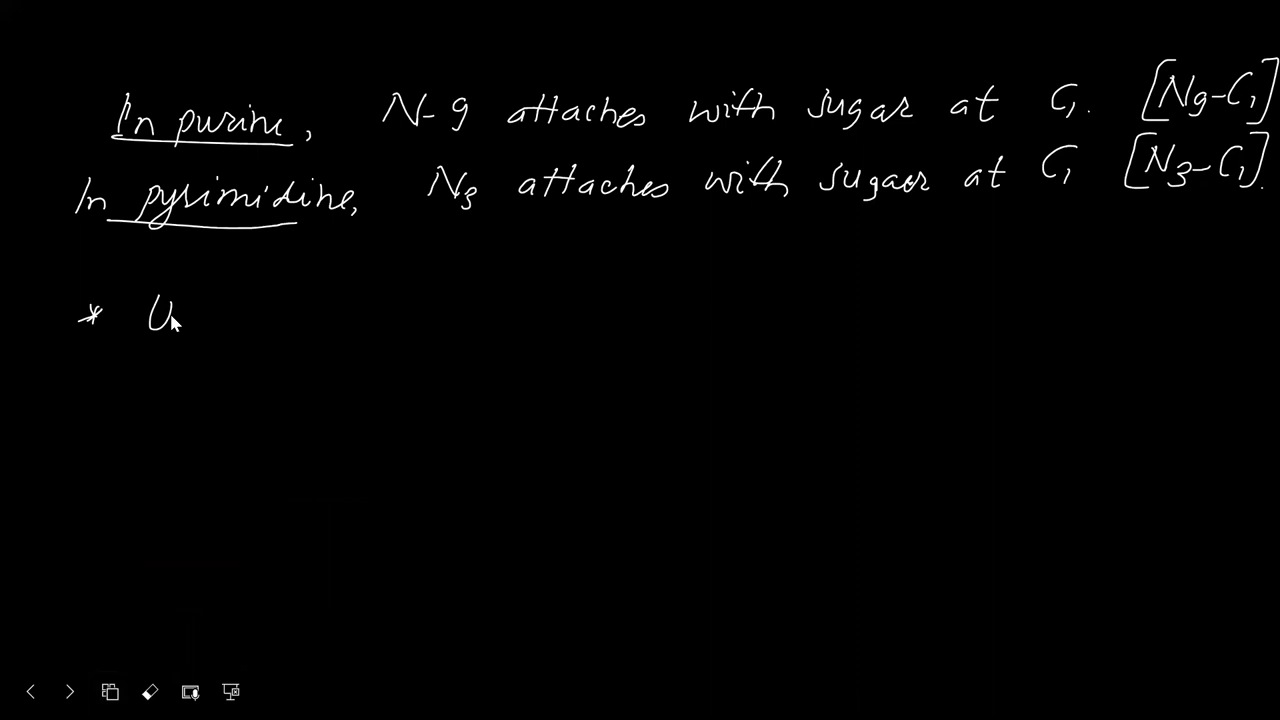 In purine, N-9 attaches with sugar at C1. [N9-C1]
In pyrimidine, N3 attaches with sugar at C1 [N3-C1].
* U